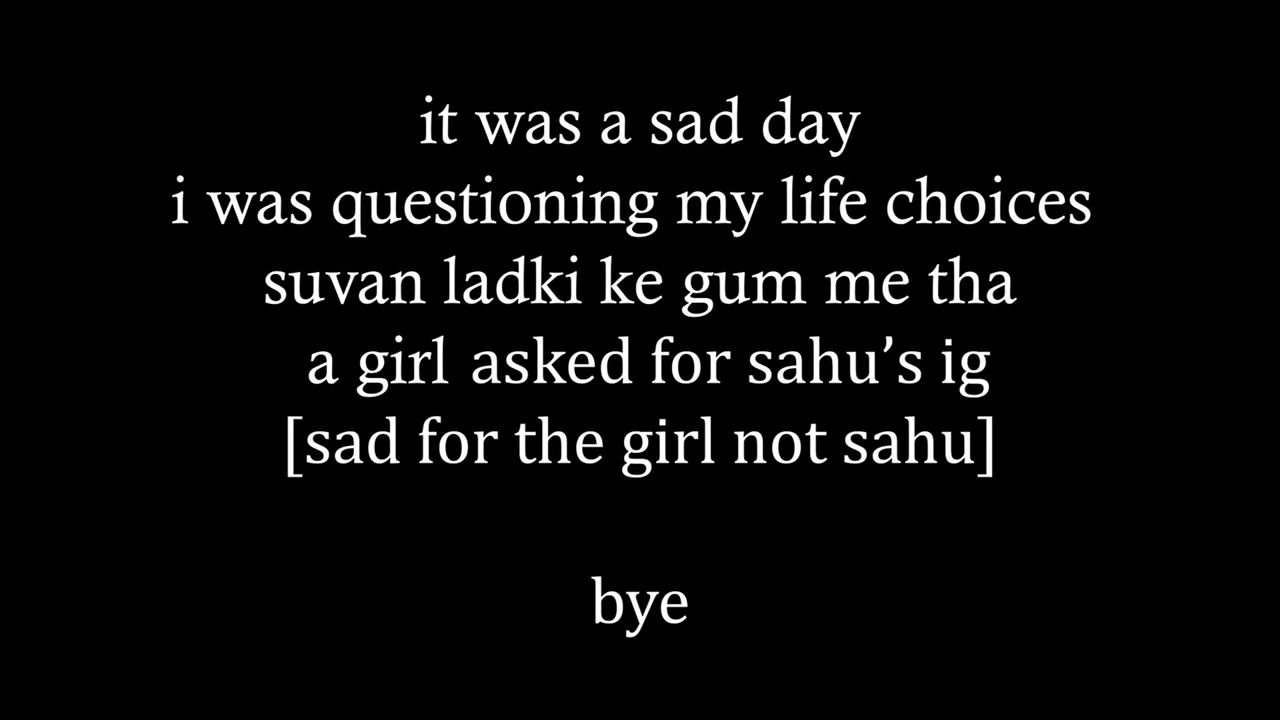 it was a sad day
i was questioning my life choices
suvan ladki ke gum me tha
a girl asked for sahu’s ig
[sad for the girl not sahu]
bye